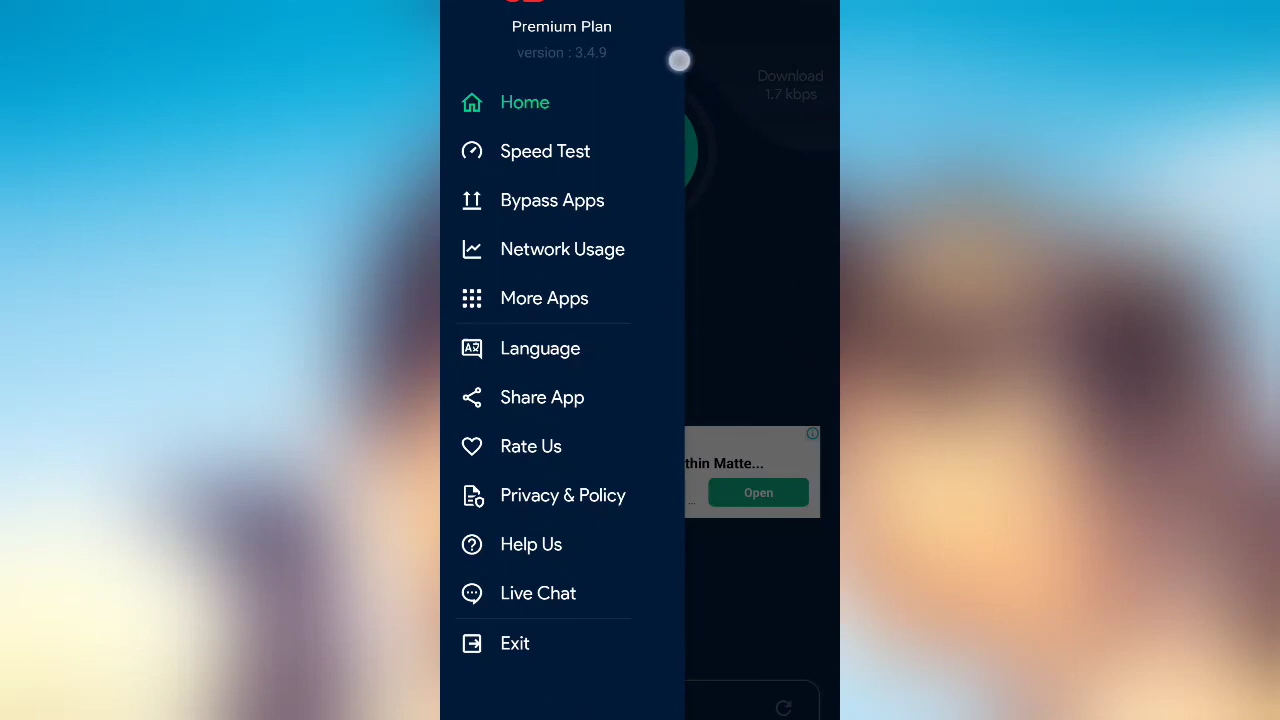 Premium Plan
version : 3.4.9
Download
1.7 kbps
Home
Speed Test
Bypass Apps
Network Usage
More Apps
Language
Share App
Rate Us
thin Matte...
...
Open
Privacy & Policy
Help Us
Live Chat
Exit